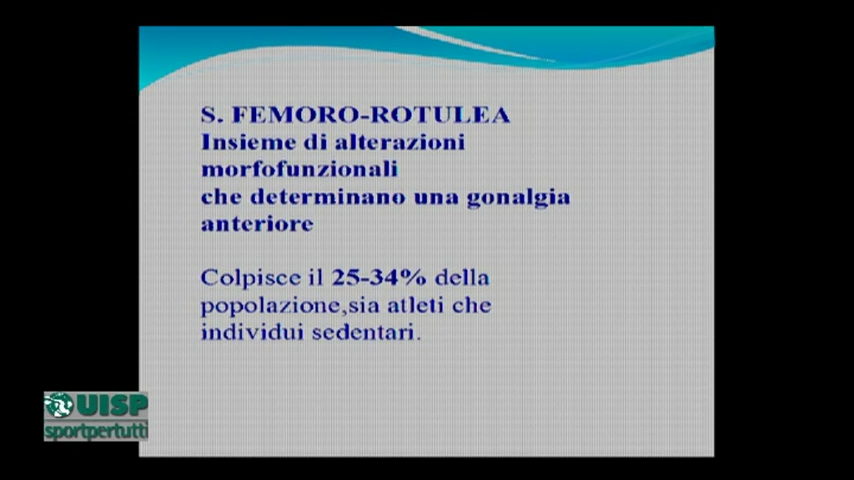 S. FEMORO-ROTULEA
Insieme di alterazioni
morfofunzionali
che determinano una gonalgia
anteriore
Colpisce il 25-34% della
popolazione,sia atleti che
individui sedentari.
UISP
sportpertutti